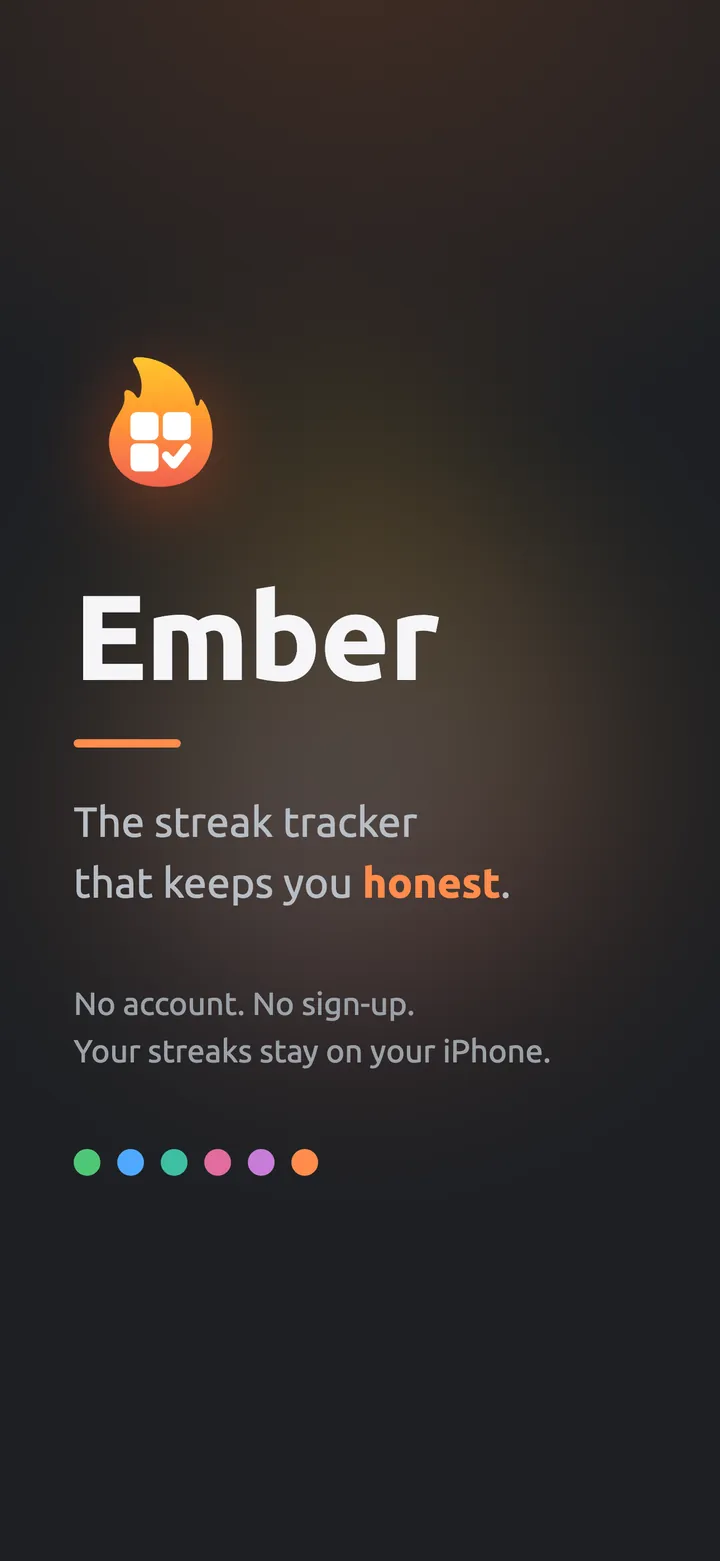 Ember
The streak tracker
that keeps you honest.
No account. No sign-up.
Your streaks stay on your iPhone.